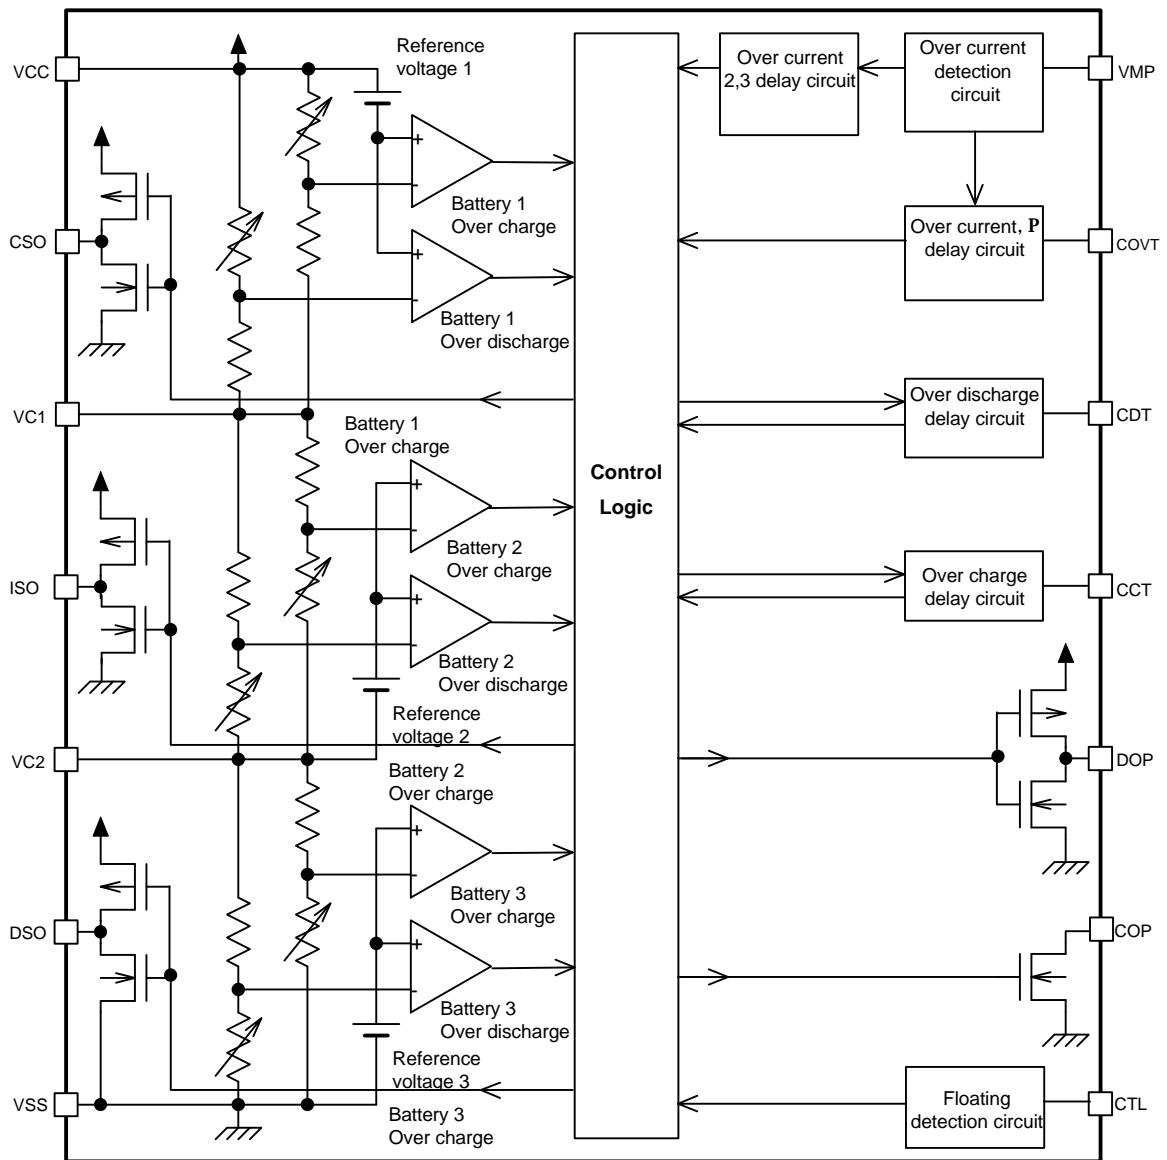 Reference
voltage 1
VCC
Over current
2,3 delay circuit
Over current
detection
circuit
VMP
+
-
Battery 1
Over charge
CSO
+
-
Battery 1
Over discharge
Over current, P
delay circuit
COVT
VC1
Battery 1
Over charge
Over discharge
delay circuit
CDT
Control
Logic
+
-
Battery 2
Over charge
ISO
+
-
Battery 2
Over discharge
Over charge
delay circuit
CCT
Reference
voltage 2
VC2
Battery 2
Over charge
DOP
+
-
Battery 3
Over charge
DSO
+
-
Battery 3
Over discharge
COP
Reference
voltage 3
VSS
Battery 3
Over charge
Floating
detection circuit
CTL